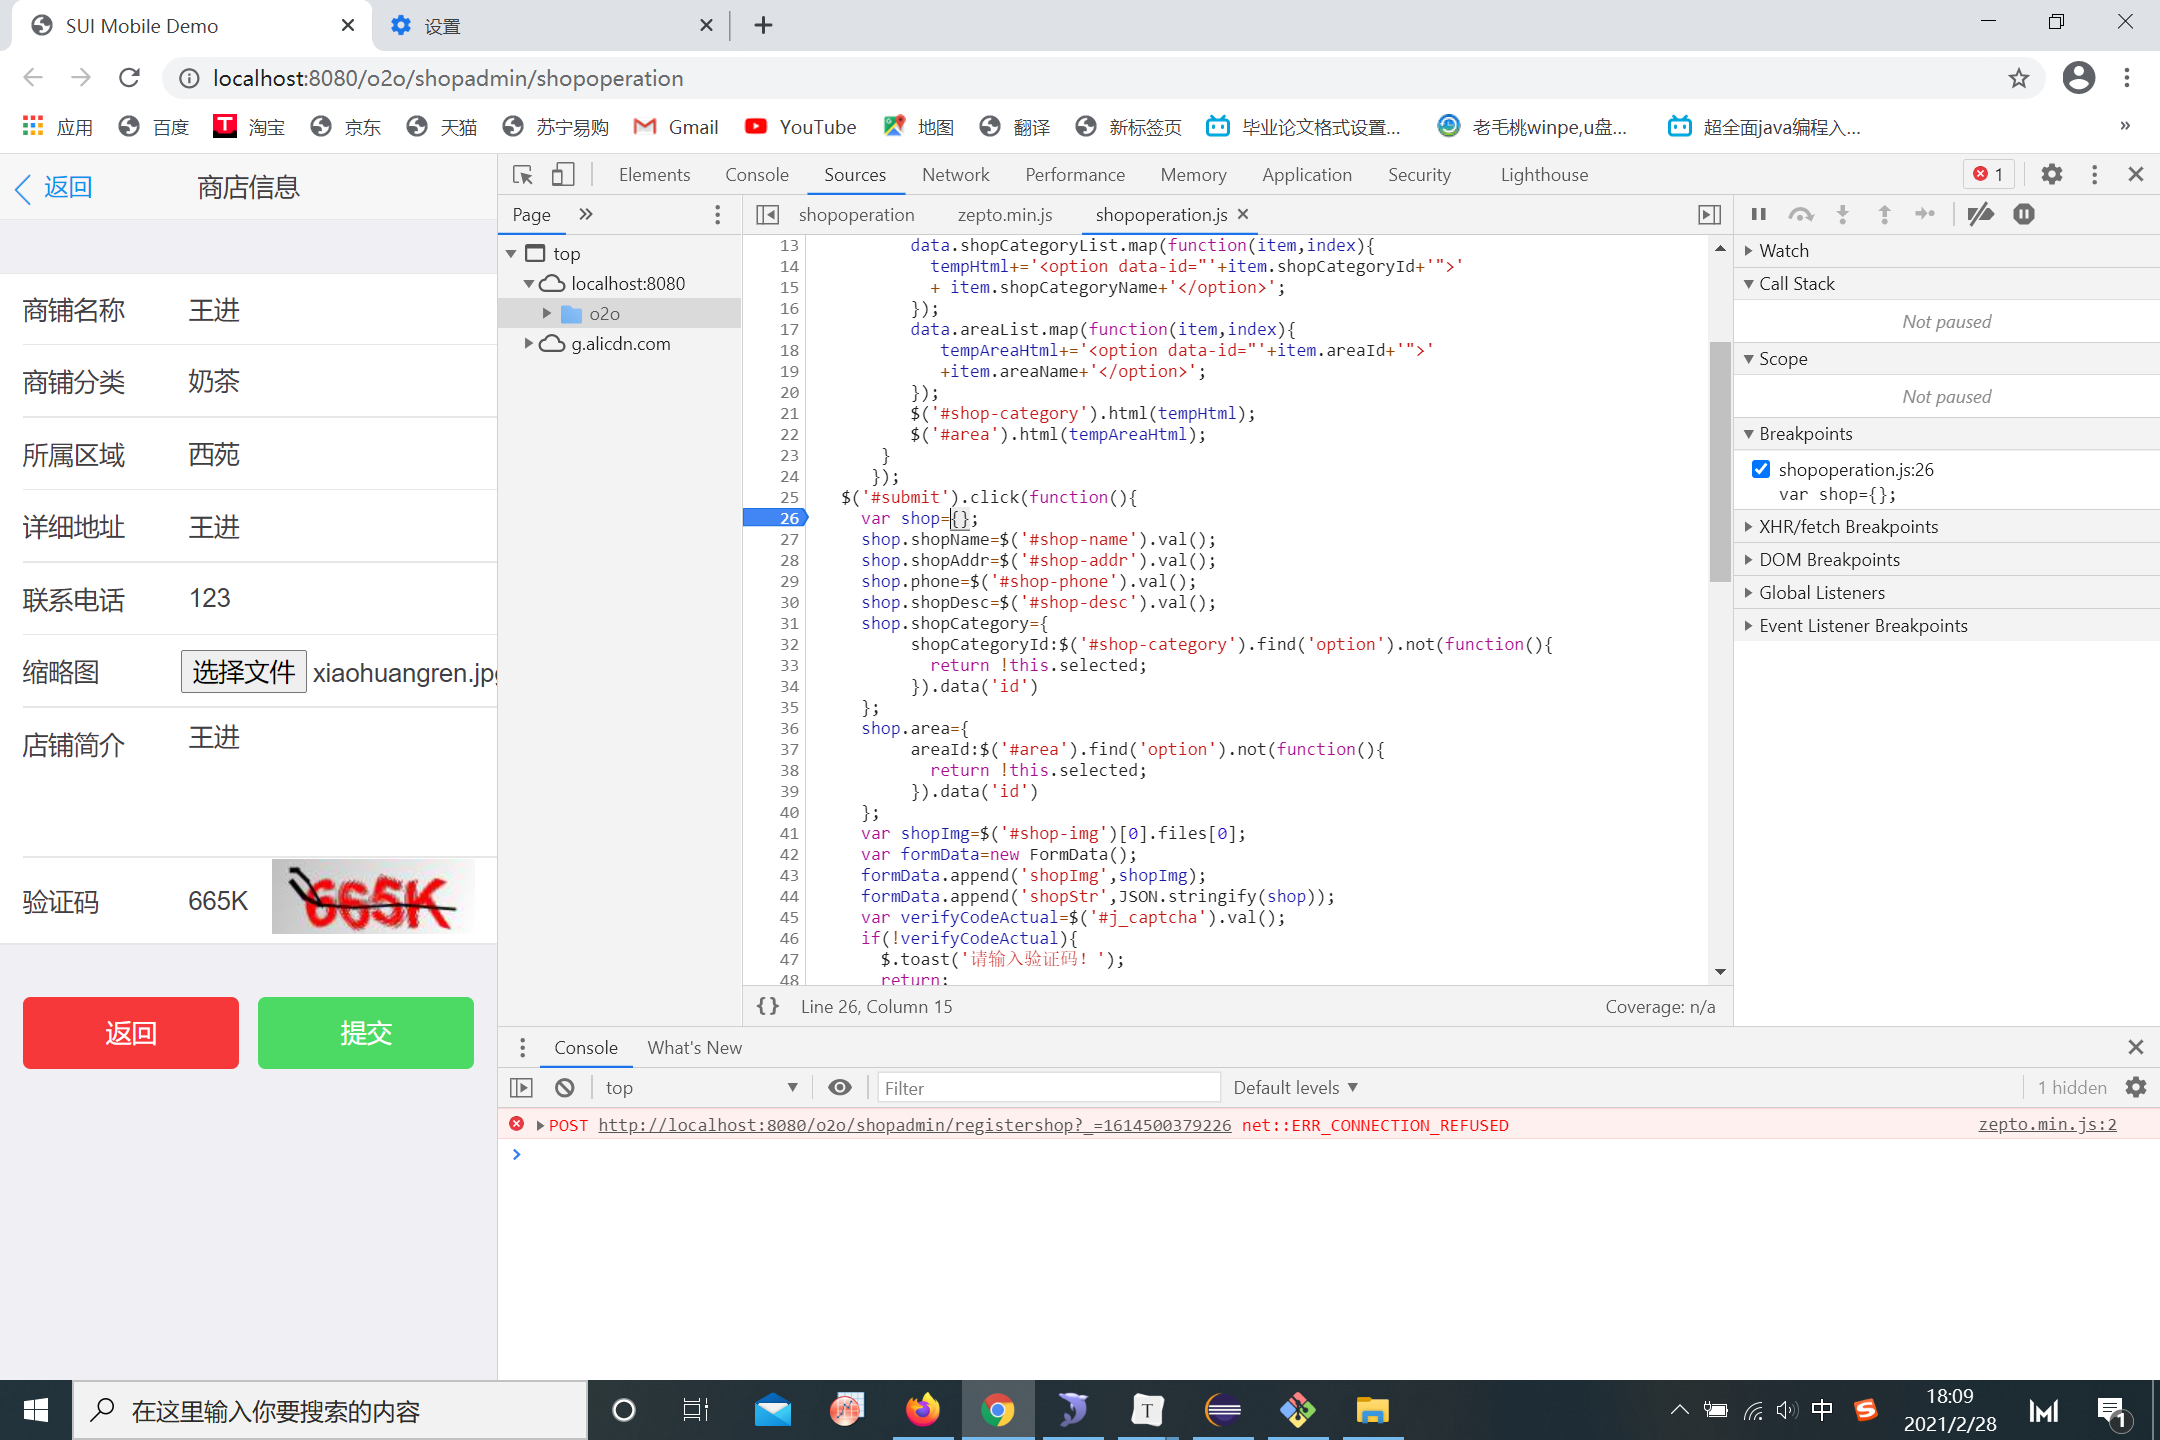 SUI Mobile Demo
设置
localhost:8080/o2o/shopadmin/shopoperation
应用 百度 淘宝 京东 天猫 苏宁易购 Gmail YouTube 地图 翻译 新标签页 毕业论文格式设置... 老毛桃winpe,u盘... 超全面java编程入... »
返回 商店信息
商铺名称 王进
商铺分类 奶茶
所属区域 西苑
详细地址 王进
联系电话 123
缩略图 选择文件 xiaohuangren.jpg
店铺简介 王进
验证码 665K 665K
返回 提交
Elements Console Sources Network Performance Memory Application Security Lighthouse 1
Page »
top
localhost:8080
o2o
g.alicdn.com
shopoperation zepto.min.js shopoperation.js
13 data.shopCategoryList.map(function(item,index){
14 tempHtml+='<option data-id="'+item.shopCategoryId+'">'
15 + item.shopCategoryName+'</option>';
16 });
17 data.areaList.map(function(item,index){
18 tempAreaHtml+='<option data-id="'+item.areaId+'">'
19 +item.areaName+'</option>';
20 });
21 $('#shop-category').html(tempHtml);
22 $('#area').html(tempAreaHtml);
23 }
24 });
25 $('#submit').click(function(){
26 var shop={};
27 shop.shopName=$('#shop-name').val();
28 shop.shopAddr=$('#shop-addr').val();
29 shop.phone=$('#shop-phone').val();
30 shop.shopDesc=$('#shop-desc').val();
31 shop.shopCategory={
32 shopCategoryId:$('#shop-category').find('option').not(function(){
33 return !this.selected;
34 }).data('id')
35 };
36 shop.area={
37 areaId:$('#area').find('option').not(function(){
38 return !this.selected;
39 }).data('id')
40 };
41 var shopImg=$('#shop-img')[0].files[0];
42 var formData=new FormData();
43 formData.append('shopImg',shopImg);
44 formData.append('shopStr',JSON.stringify(shop));
45 var verifyCodeActual=$('#j_captcha').val();
46 if(!verifyCodeActual){
47 $.toast('请输入验证码！');
48 return;
{} Line 26, Column 15 Coverage: n/a
Watch
Call Stack
Not paused
Scope
Not paused
Breakpoints
shopoperation.js:26
var shop={};
XHR/fetch Breakpoints
DOM Breakpoints
Global Listeners
Event Listener Breakpoints
Console What's New
top Filter Default levels 1 hidden
POST http://localhost:8080/o2o/shopadmin/registershop?_=1614500379226 net::ERR_CONNECTION_REFUSED zepto.min.js:2
在这里输入你要搜索的内容
T
中
S
18:09
2021/2/28
1